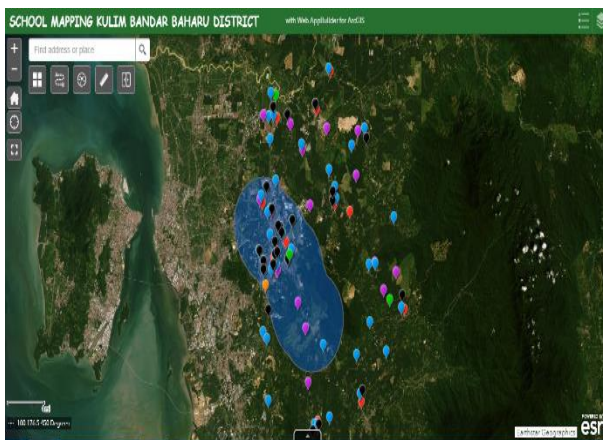 SCHOOL MAPPING KULIM BANDAR BAHARU DISTRICT
with Web AppBuilder for ArcGIS
Find address or place
Degrees
Earthstar Geographics
POWERED BY
esri